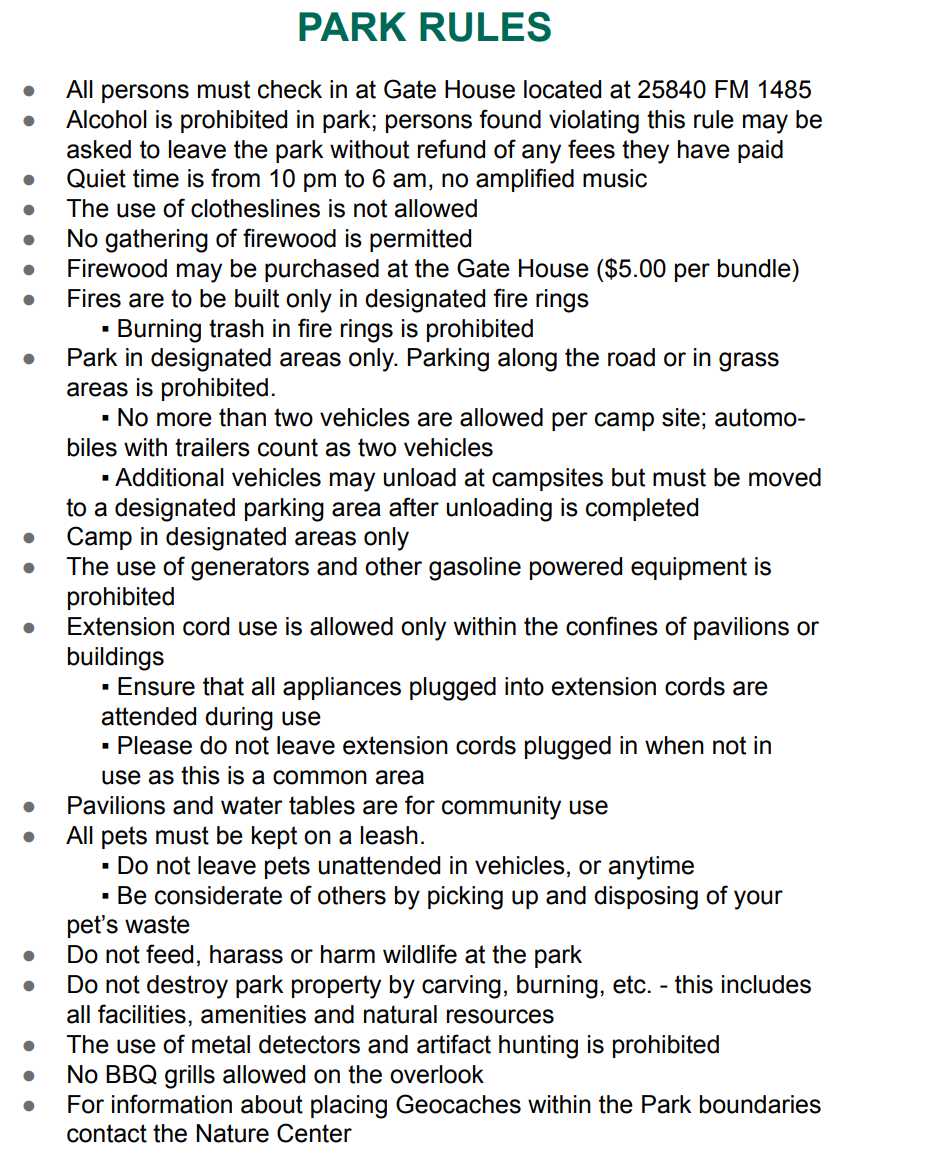 PARK RULES
● All persons must check in at Gate House located at 25840 FM 1485
● Alcohol is prohibited in park; persons found violating this rule may be
asked to leave the park without refund of any fees they have paid
● Quiet time is from 10 pm to 6 am, no amplified music
● The use of clotheslines is not allowed
● No gathering of firewood is permitted
● Firewood may be purchased at the Gate House ($5.00 per bundle)
● Fires are to be built only in designated fire rings
▪ Burning trash in fire rings is prohibited
● Park in designated areas only. Parking along the road or in grass
areas is prohibited.
▪ No more than two vehicles are allowed per camp site; automo-
biles with trailers count as two vehicles
▪ Additional vehicles may unload at campsites but must be moved
to a designated parking area after unloading is completed
● Camp in designated areas only
● The use of generators and other gasoline powered equipment is
prohibited
● Extension cord use is allowed only within the confines of pavilions or
buildings
▪ Ensure that all appliances plugged into extension cords are
attended during use
▪ Please do not leave extension cords plugged in when not in
use as this is a common area
● Pavilions and water tables are for community use
● All pets must be kept on a leash.
▪ Do not leave pets unattended in vehicles, or anytime
▪ Be considerate of others by picking up and disposing of your
pet’s waste
● Do not feed, harass or harm wildlife at the park
● Do not destroy park property by carving, burning, etc. - this includes
all facilities, amenities and natural resources
● The use of metal detectors and artifact hunting is prohibited
● No BBQ grills allowed on the overlook
● For information about placing Geocaches within the Park boundaries
contact the Nature Center